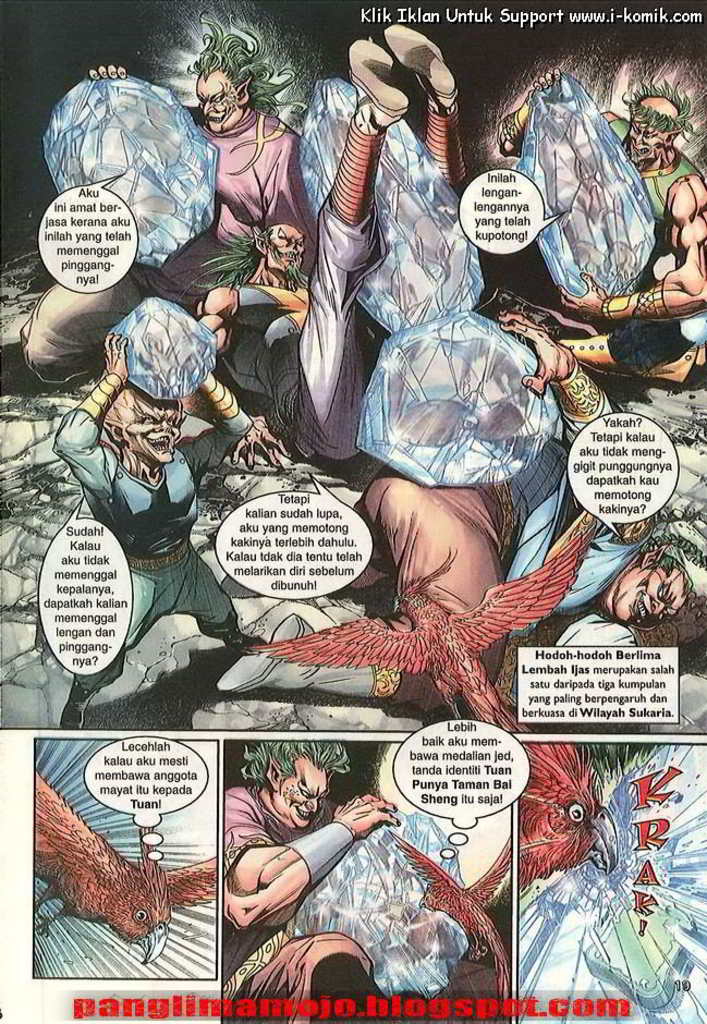 Klik Iklan Untuk Support www.i-komik.com
Aku
ini amat ber-
jasa kerana aku
inilah yang telah
memenggal
pinggang-
nya!
Inilah
lengan-
lengannya
yang telah
kupotong!
Yakah?
Tetapi kalau
aku tidak meng-
gigit punggungnya
dapatkah kau
memotong
kakinya?
Tetapi
kalian sudah lupa,
aku yang memotong
kakinya terlebih dahulu.
Kalau tdak dia tentu telah
melarikan diri sebelum
dibunuh!
Sudah!
Kalau
aku tidak
memenggal
kepalanya,
dapatkah kalian
memenggal
lengan dan
pinggang-
nya?
Hodoh-hodoh Berlima
Lembah Ijas merupakan salah
satu daripada tiga kumpulan
yang paling berpengaruh dan
berkuasa di Wilayah Sukaria.
Lecehlah
kalau aku mesti
membawa anggota
mayat itu kepada
Tuan!
Lebih
baik aku mem-
bawa medalian jed,
tanda identiti Tuan
Punya Taman Bai
Sheng itu saja!
KRAK!
19
panglimamojo.blogspot.com